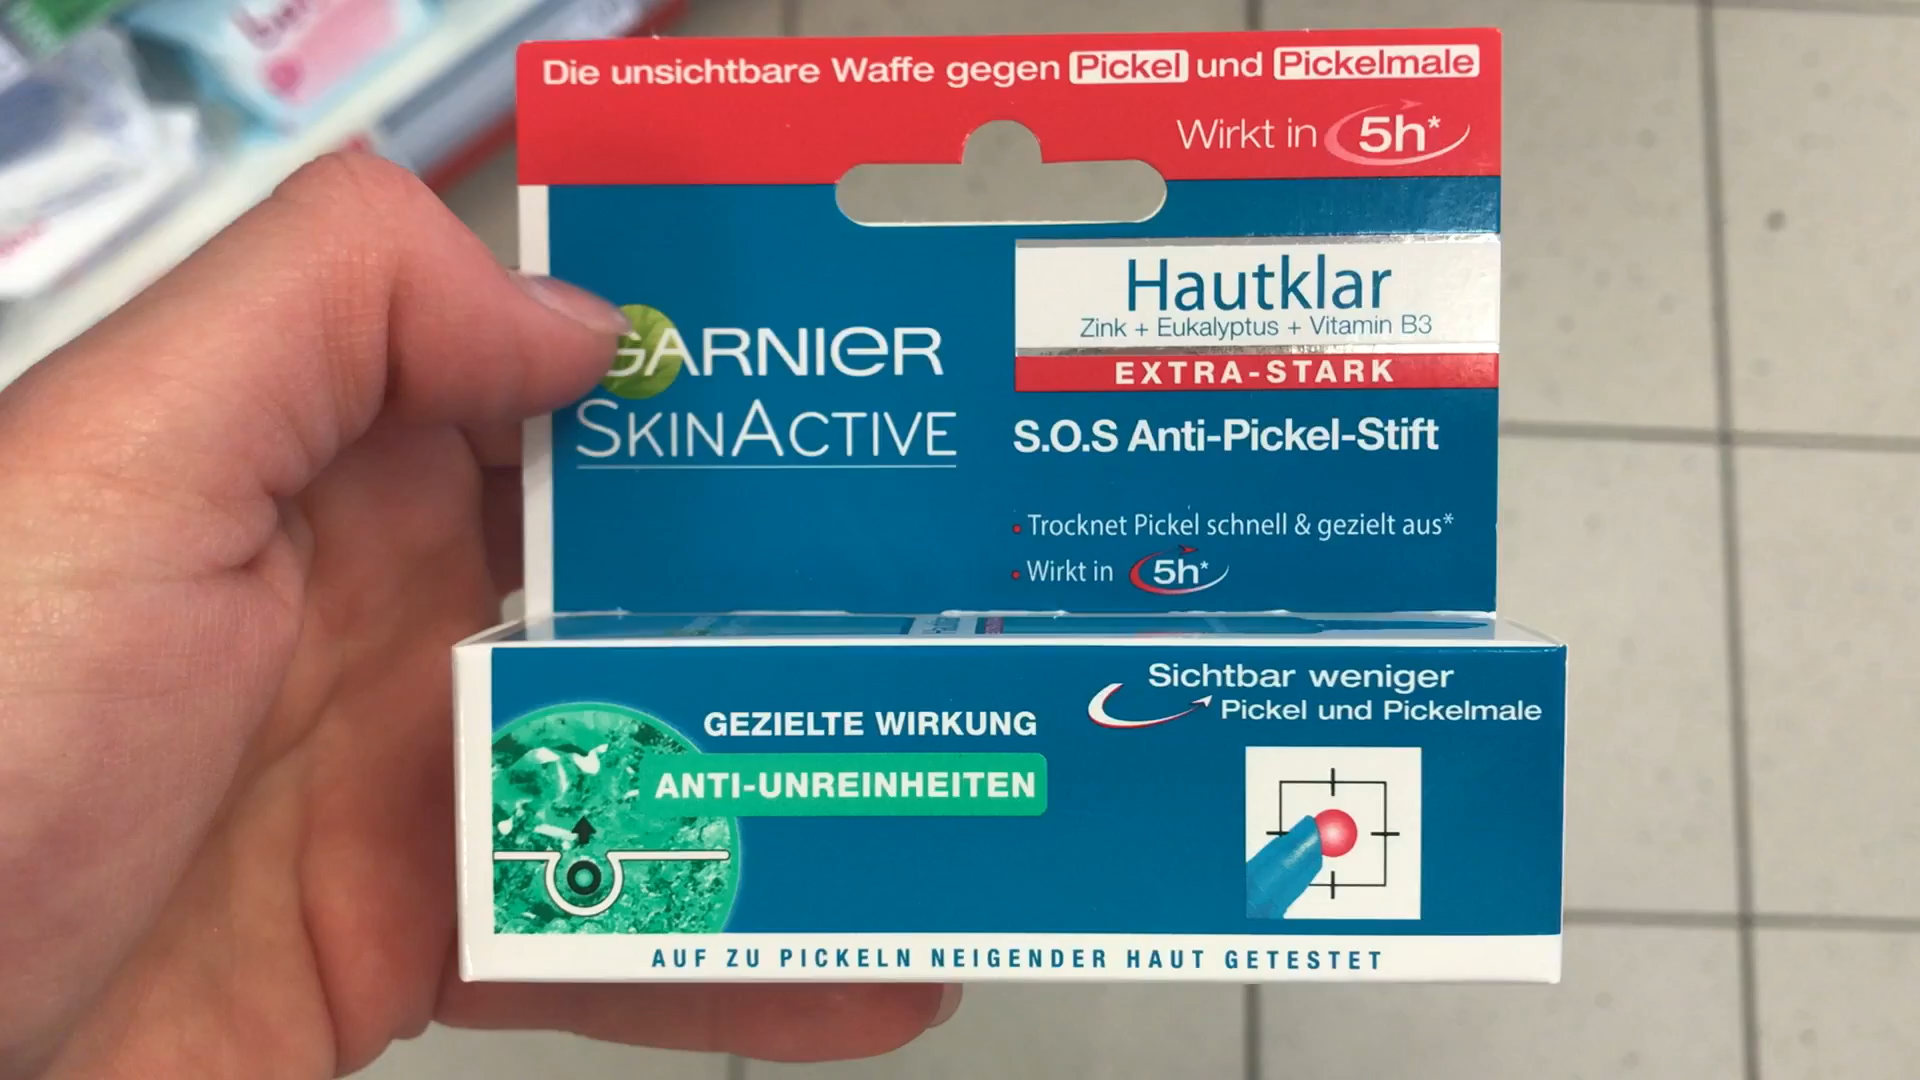 Die unsichtbare Waffe gegen Pickel und Pickelmale
Wirkt in 5h*
GARNIER
SKINACTIVE
Hautklar
Zink + Eukalyptus + Vitamin B3
EXTRA-STARK
S.O.S Anti-Pickel-Stift
• Trocknet Pickel schnell & gezielt aus*
• Wirkt in 5h*
GEZIELTE WIRKUNG
ANTI-UNREINHEITEN
Sichtbar weniger
Pickel und Pickelmale
AUF ZU PICKELN NEIGENDER HAUT GETESTET